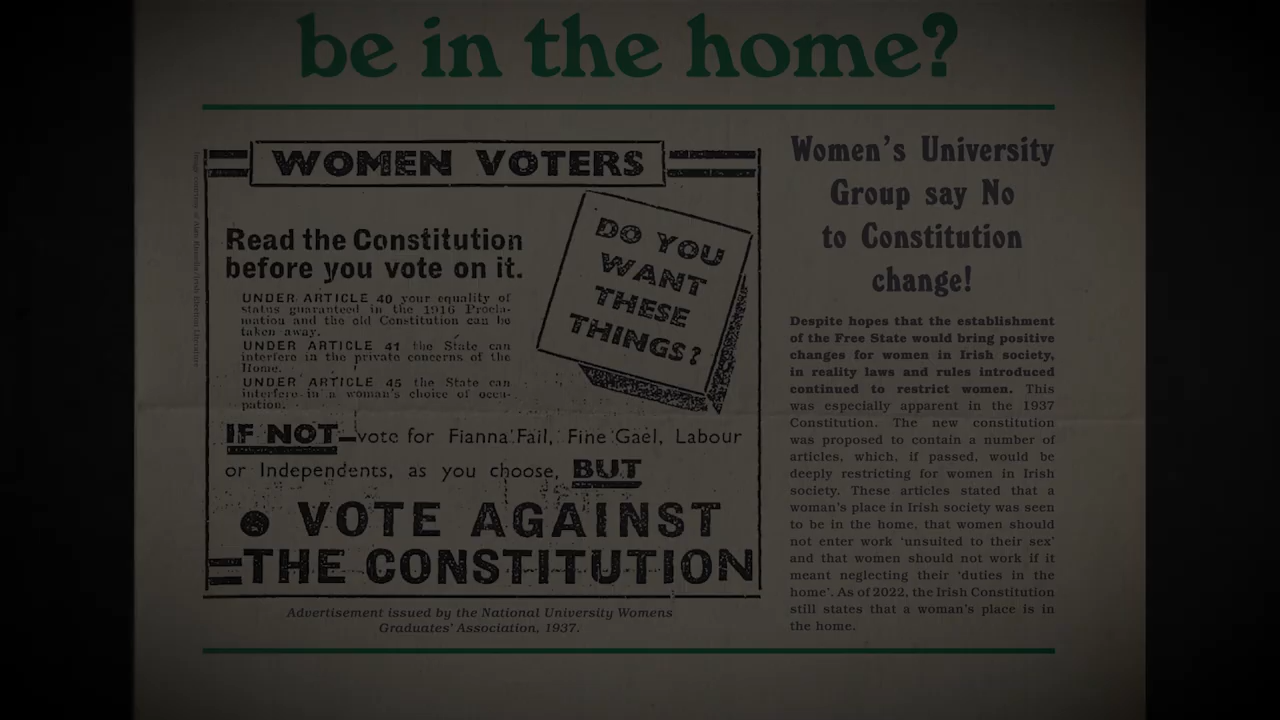 be in the home?
WOMEN VOTERS
Read the Constitution
before you vote on it.
UNDER ARTICLE 40 your equality of
status guaranteed in the 1916 Procla-
mation and the old Constitution can be
taken away.
UNDER ARTICLE 41 the State can
interfere in the private concerns of the
Home.
UNDER ARTICLE 45 the State can
interfere in a woman's choice of occu-
pation.
DO YOU
WANT
THESE
THINGS?
IF NOT—vote for Fianna Fail, Fine Gael, Labour
or Independents, as you choose, BUT
VOTE AGAINST
THE CONSTITUTION
Advertisement issued by the National University Womens
Graduates' Association, 1937.
Women's University
Group say No
to Constitution
change!
Despite hopes that the establishment
of the Free State would bring positive
changes for women in Irish society,
in reality laws and rules introduced
continued to restrict women. This
was especially apparent in the 1937
Constitution. The new constitution
was proposed to contain a number of
articles, which, if passed, would be
deeply restricting for women in Irish
society. These articles stated that a
woman's place in Irish society was seen
to be in the home, that women should
not enter work 'unsuited to their sex'
and that women should not work if it
meant neglecting their 'duties in the
home'. As of 2022, the Irish Constitution
still states that a woman's place is in
the home.